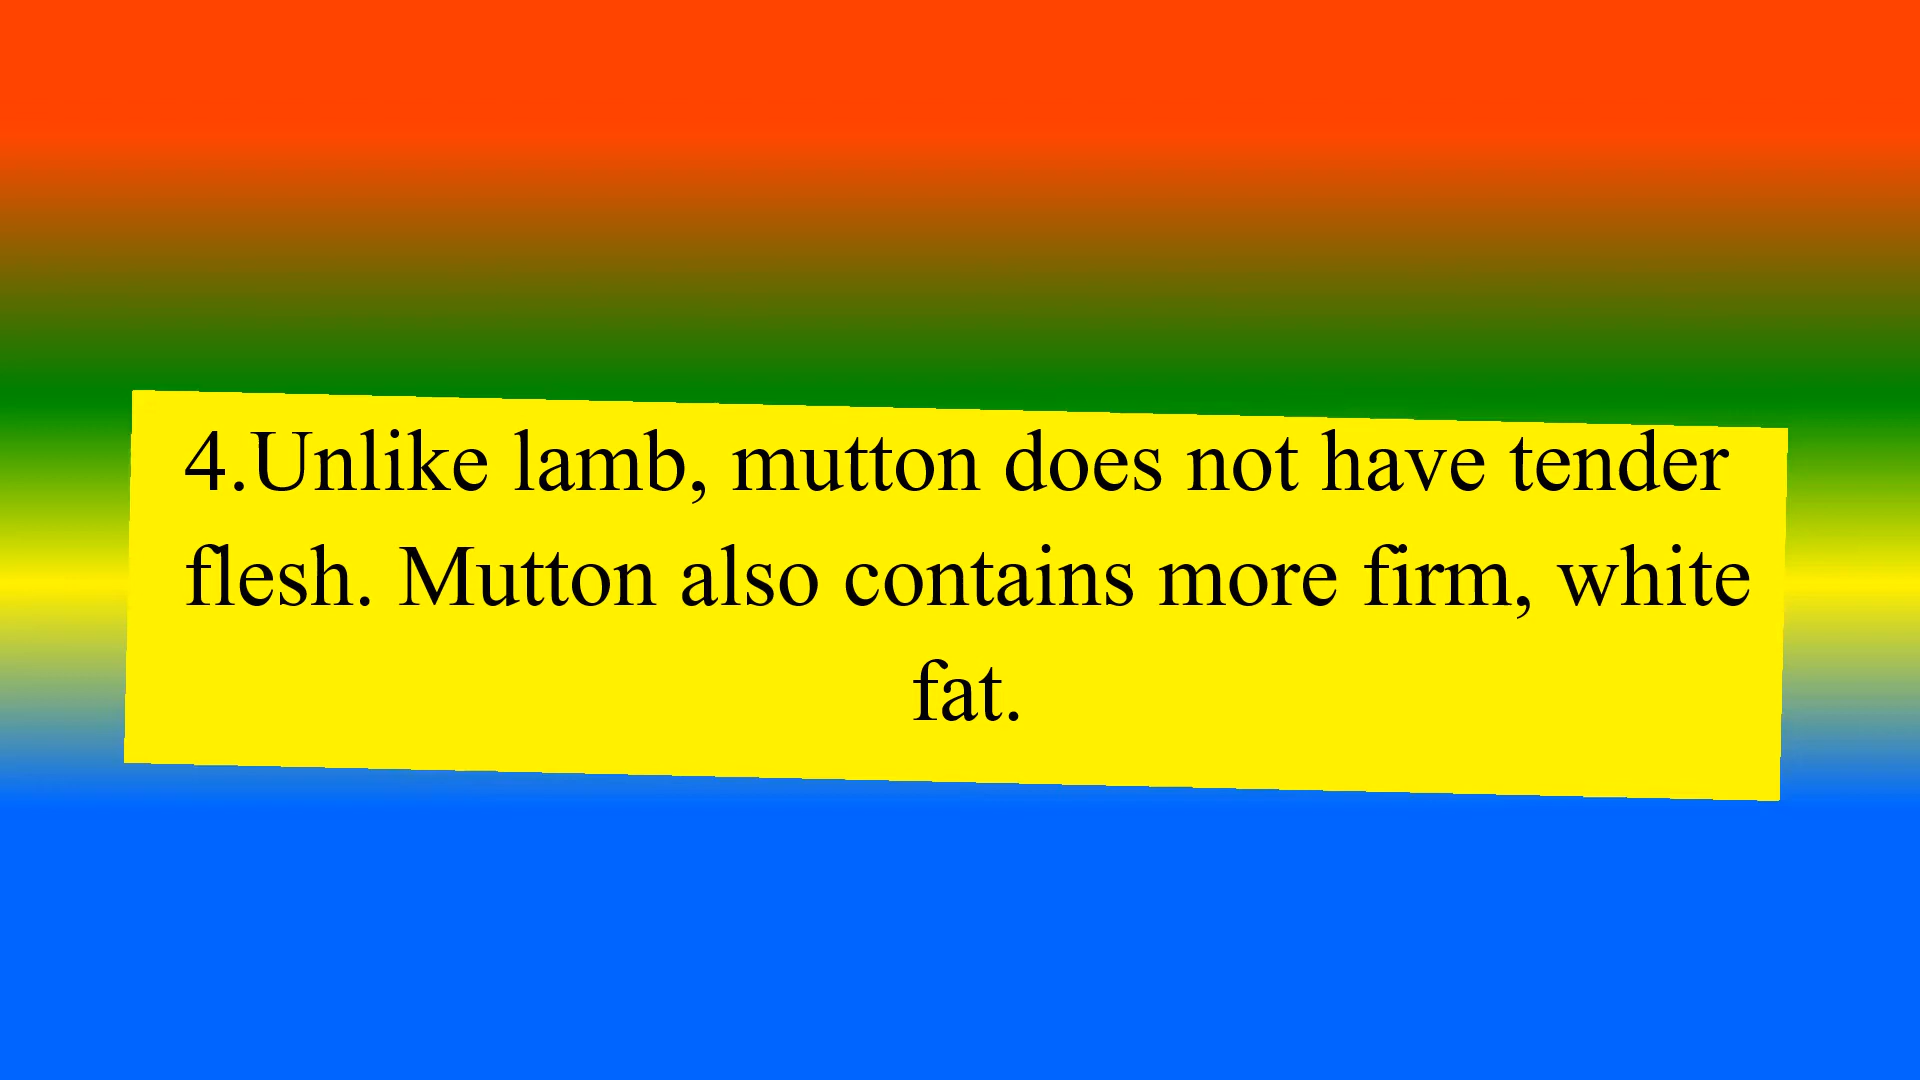 4.Unlike lamb, mutton does not have tender
flesh. Mutton also contains more firm, white
fat.